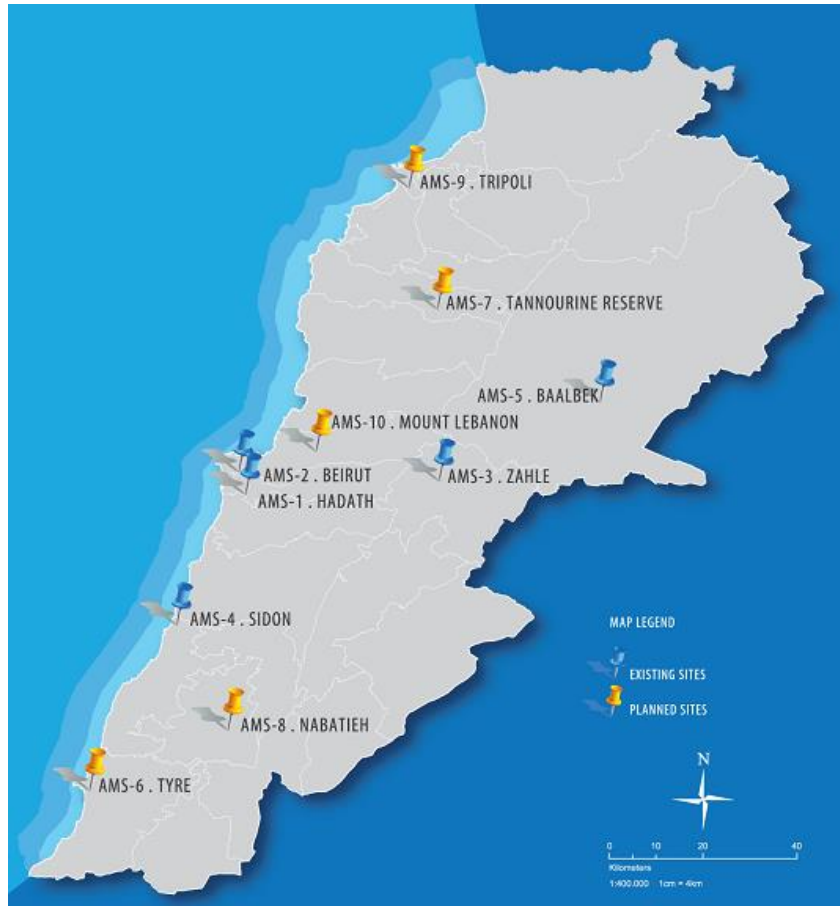 AMS-9 . TRIPOLI
AMS-7 . TANNOURINE RESERVE
AMS-5 . BAALBEK
AMS-10 . MOUNT LEBANON
AMS-2 . BEIRUT
AMS-3 . ZAHLE
AMS-1 . HADATH
AMS-4 . SIDON
AMS-8 . NABATIEH
AMS-6 . TYRE
MAP LEGEND
EXISTING SITES
PLANNED SITES
N
0 10 20 40
Kilometers
1:400.000 1cm = 4km